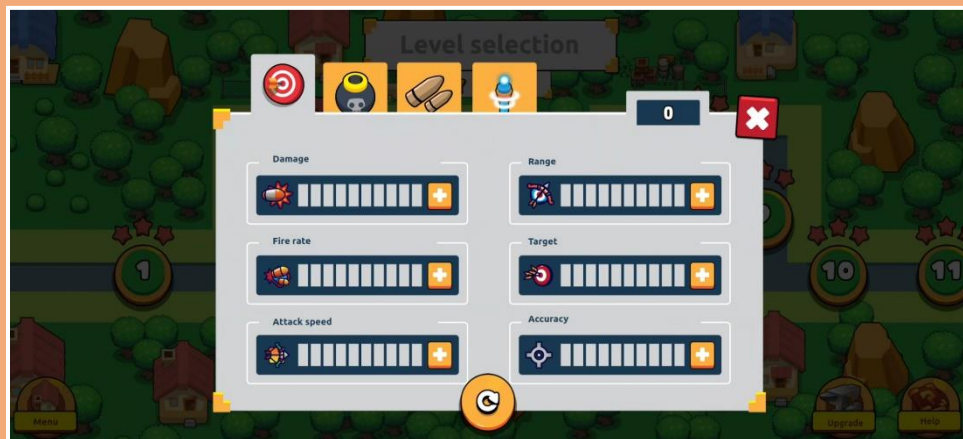 Level selection
0
Damage
Range
Fire rate
Target
Attack speed
Accuracy
1
10
11
Menu
Upgrade
Help